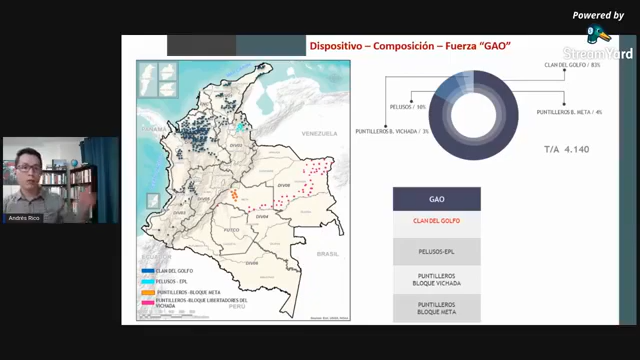 Powered by
StreamYard
Dispositivo – Composición – Fuerza "GAO"
PANAMÁ
VENEZUELA
ECUADOR
BRASIL
PERU
CLAN DEL GOLFO
PELUSOS - EPL
PUNTILLEROS - BLOQUE META
PUNTILLEROS - BLOQUE LIBERTADORES DEL VICHADA
CLAN DEL GOLFO / 83%
PELUSOS / 10%
PUNTILLEROS B. META / 4%
PUNTILLEROS B. VICHADA / 3%
T/A 4.140
GAO
CLAN DEL GOLFO
PELUSOS-EPL
PUNTILLEROS
BLOQUE VICHADA
PUNTILLEROS
BLOQUE META
Andrés Rico